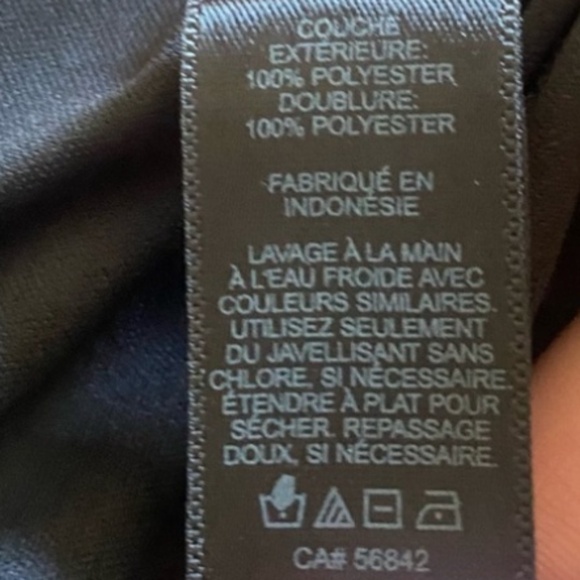 COUCHE
EXTÉRIEURE:
100% POLYESTER
DOUBLURE:
100% POLYESTER
FABRIQUÉ EN
INDONÉSIE
LAVAGE À LA MAIN
À L'EAU FROIDE AVEC
COULEURS SIMILAIRES.
UTILISEZ SEULEMENT
DU JAVELLISANT SANS
CHLORE, SI NÉCESSAIRE.
ÉTENDRE À PLAT POUR
SÉCHER. REPASSAGE
DOUX, SI NÉCESSAIRE.
CA# 56842